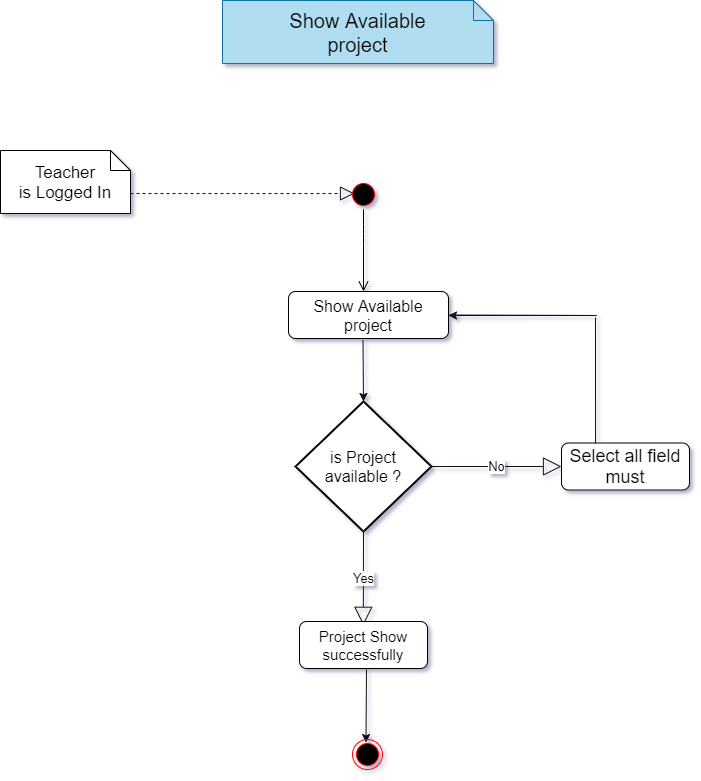 Show Available
project
Teacher
is Logged In
Show Available
project
is Project
available ?
No
Select all field
must
Yes
Project Show
successfully